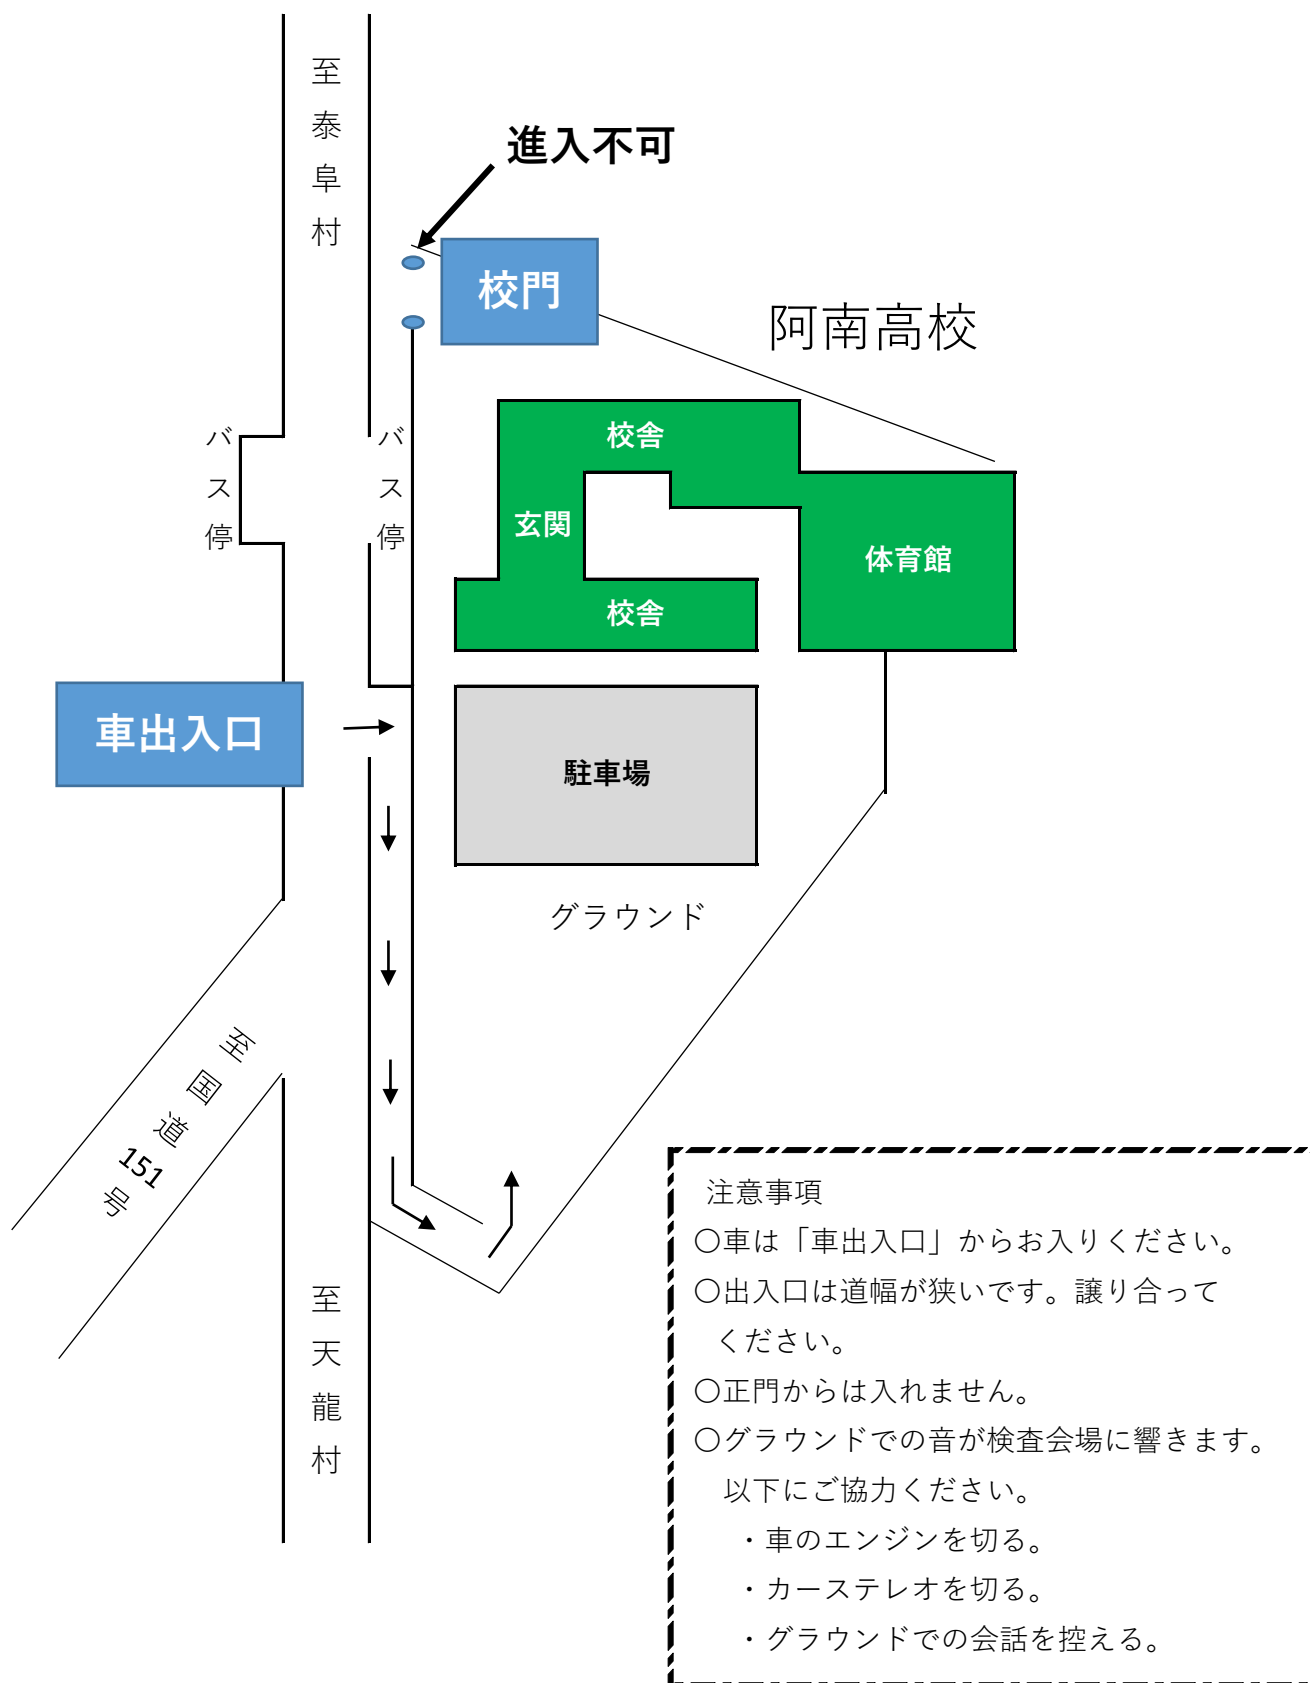 至泰阜村
進入不可
校門
阿南高校
バス停
バス停
校舎
玄関
体育館
校舎
車出入口
駐車場
グラウンド
至国道151号
至天龍村
注意事項
○車は「車出入口」からお入りください。
○出入口は道幅が狭いです。譲り合って
ください。
○正門からは入れません。
○グラウンドでの音が検査会場に響きます。
以下にご協力ください。
・車のエンジンを切る。
・カーステレオを切る。
・グラウンドでの会話を控える。